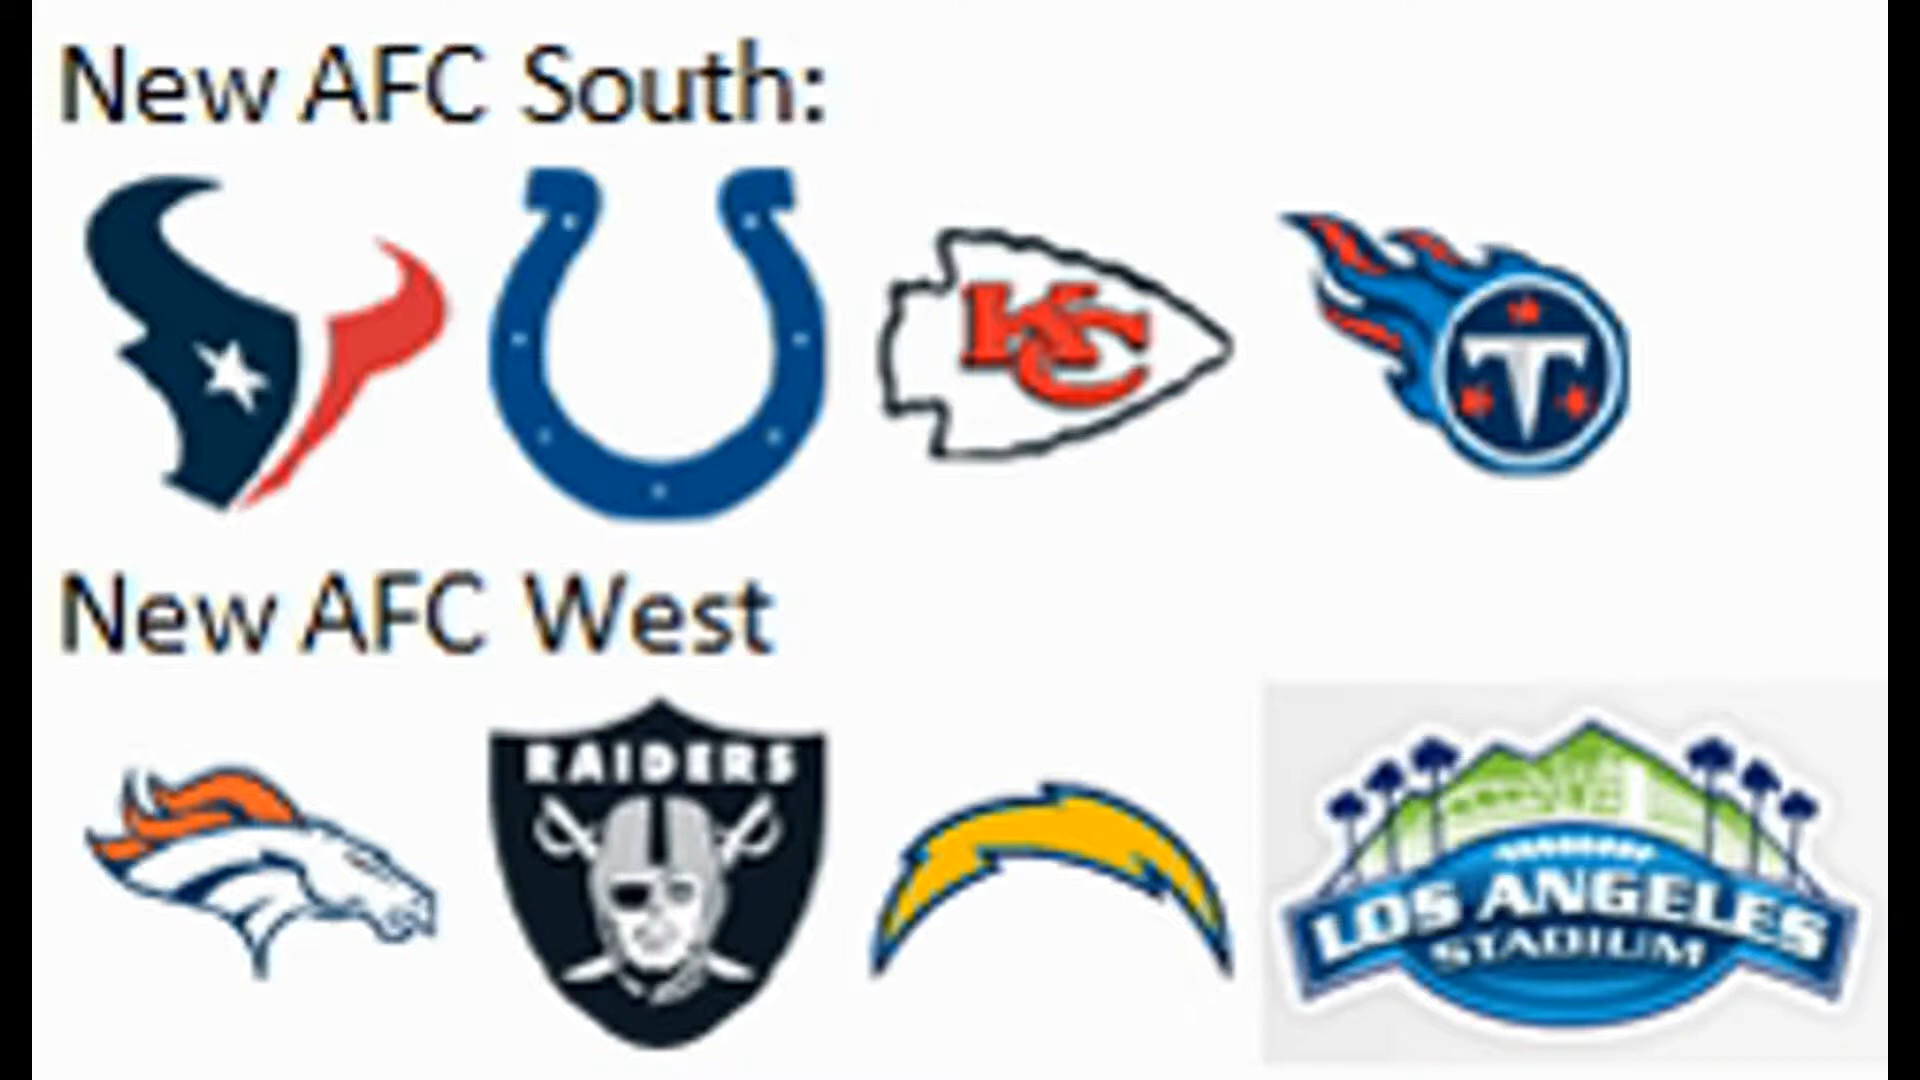 New AFC South:
KC
T
New AFC West
RAIDERS
LOS ANGELES
STADIUM